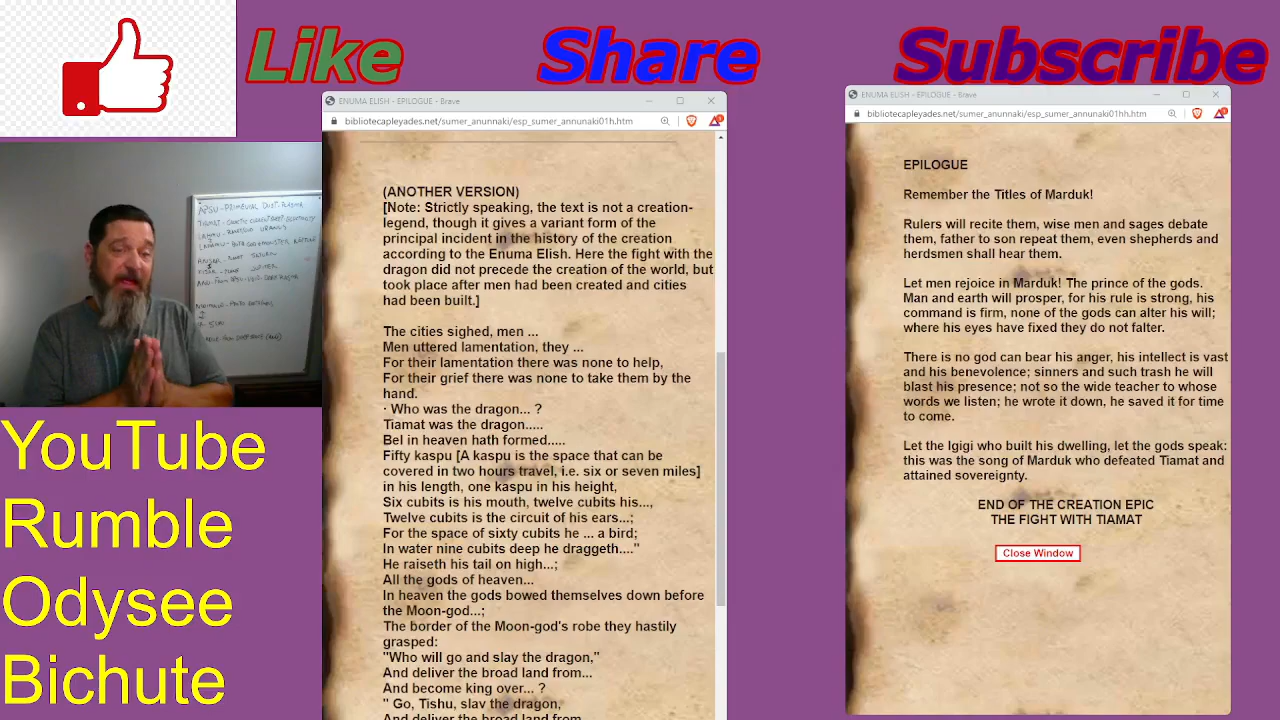 Like
Share
Subscribe
ENUMA ELISH - EPILOGUE - Brave
bibliotecapleyades.net/sumer_anunnaki/esp_sumer_annunaki01h.htm
(ANOTHER VERSION)
[Note: Strictly speaking, the text is not a creation-
legend, though it gives a variant form of the
principal incident in the history of the creation
according to the Enuma Elish. Here the fight with the
dragon did not precede the creation of the world, but
took place after men had been created and cities
had been built.]
The cities sighed, men ...
Men uttered lamentation, they ...
For their lamentation there was none to help,
For their grief there was none to take them by the
hand.
· Who was the dragon... ?
Tiamat was the dragon.....
Bel in heaven hath formed.....
Fifty kaspu [A kaspu is the space that can be
covered in two hours travel, i.e. six or seven miles]
in his length, one kaspu in his height,
Six cubits is his mouth, twelve cubits his...,
Twelve cubits is the circuit of his ears...;
For the space of sixty cubits he ... a bird;
In water nine cubits deep he draggeth...."
He raiseth his tail on high...;
All the gods of heaven...
In heaven the gods bowed themselves down before
the Moon-god...;
The border of the Moon-god's robe they hastily
grasped:
"Who will go and slay the dragon,"
And deliver the broad land from...
And become king over... ?
" Go, Tishu, slay the dragon,
And deliver the broad land from
ENUMA ELISH - EPILOGUE - Brave
bibliotecapleyades.net/sumer_anunnaki/esp_sumer_annunaki01hh.htm
EPILOGUE
Remember the Titles of Marduk!
Rulers will recite them, wise men and sages debate
them, father to son repeat them, even shepherds and
herdsmen shall hear them.
Let men rejoice in Marduk! The prince of the gods.
Man and earth will prosper, for his rule is strong, his
command is firm, none of the gods can alter his will;
where his eyes have fixed they do not falter.
There is no god can bear his anger, his intellect is vast
and his benevolence; sinners and such trash he will
blast his presence; not so the wide teacher to whose
words we listen; he wrote it down, he saved it for time
to come.
Let the Igigi who built his dwelling, let the gods speak:
this was the song of Marduk who defeated Tiamat and
attained sovereignty.
END OF THE CREATION EPIC
THE FIGHT WITH TIAMAT
Close Window
APSU - PRIMEVAL DUST PLASMA
YouTube
Rumble
Odysee
Bichute